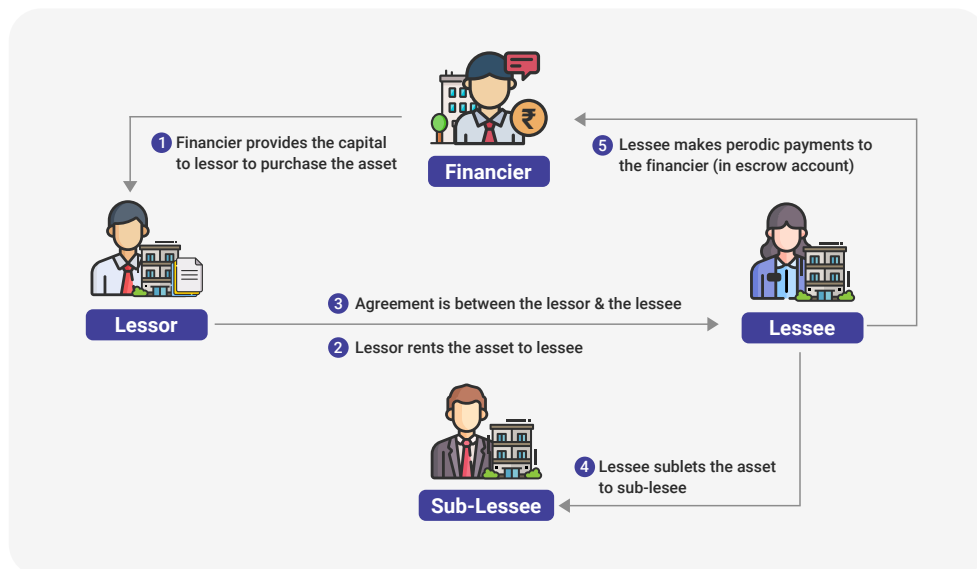 ₹
1 Financier provides the capital
to lessor to purchase the asset
Financier
5 Lessee makes perodic payments to
the financier (in escrow account)
Lessor
3 Agreement is between the lessor & the lessee
2 Lessor rents the asset to lessee
Lessee
4 Lessee sublets the asset
to sub-lesee
Sub-Lessee